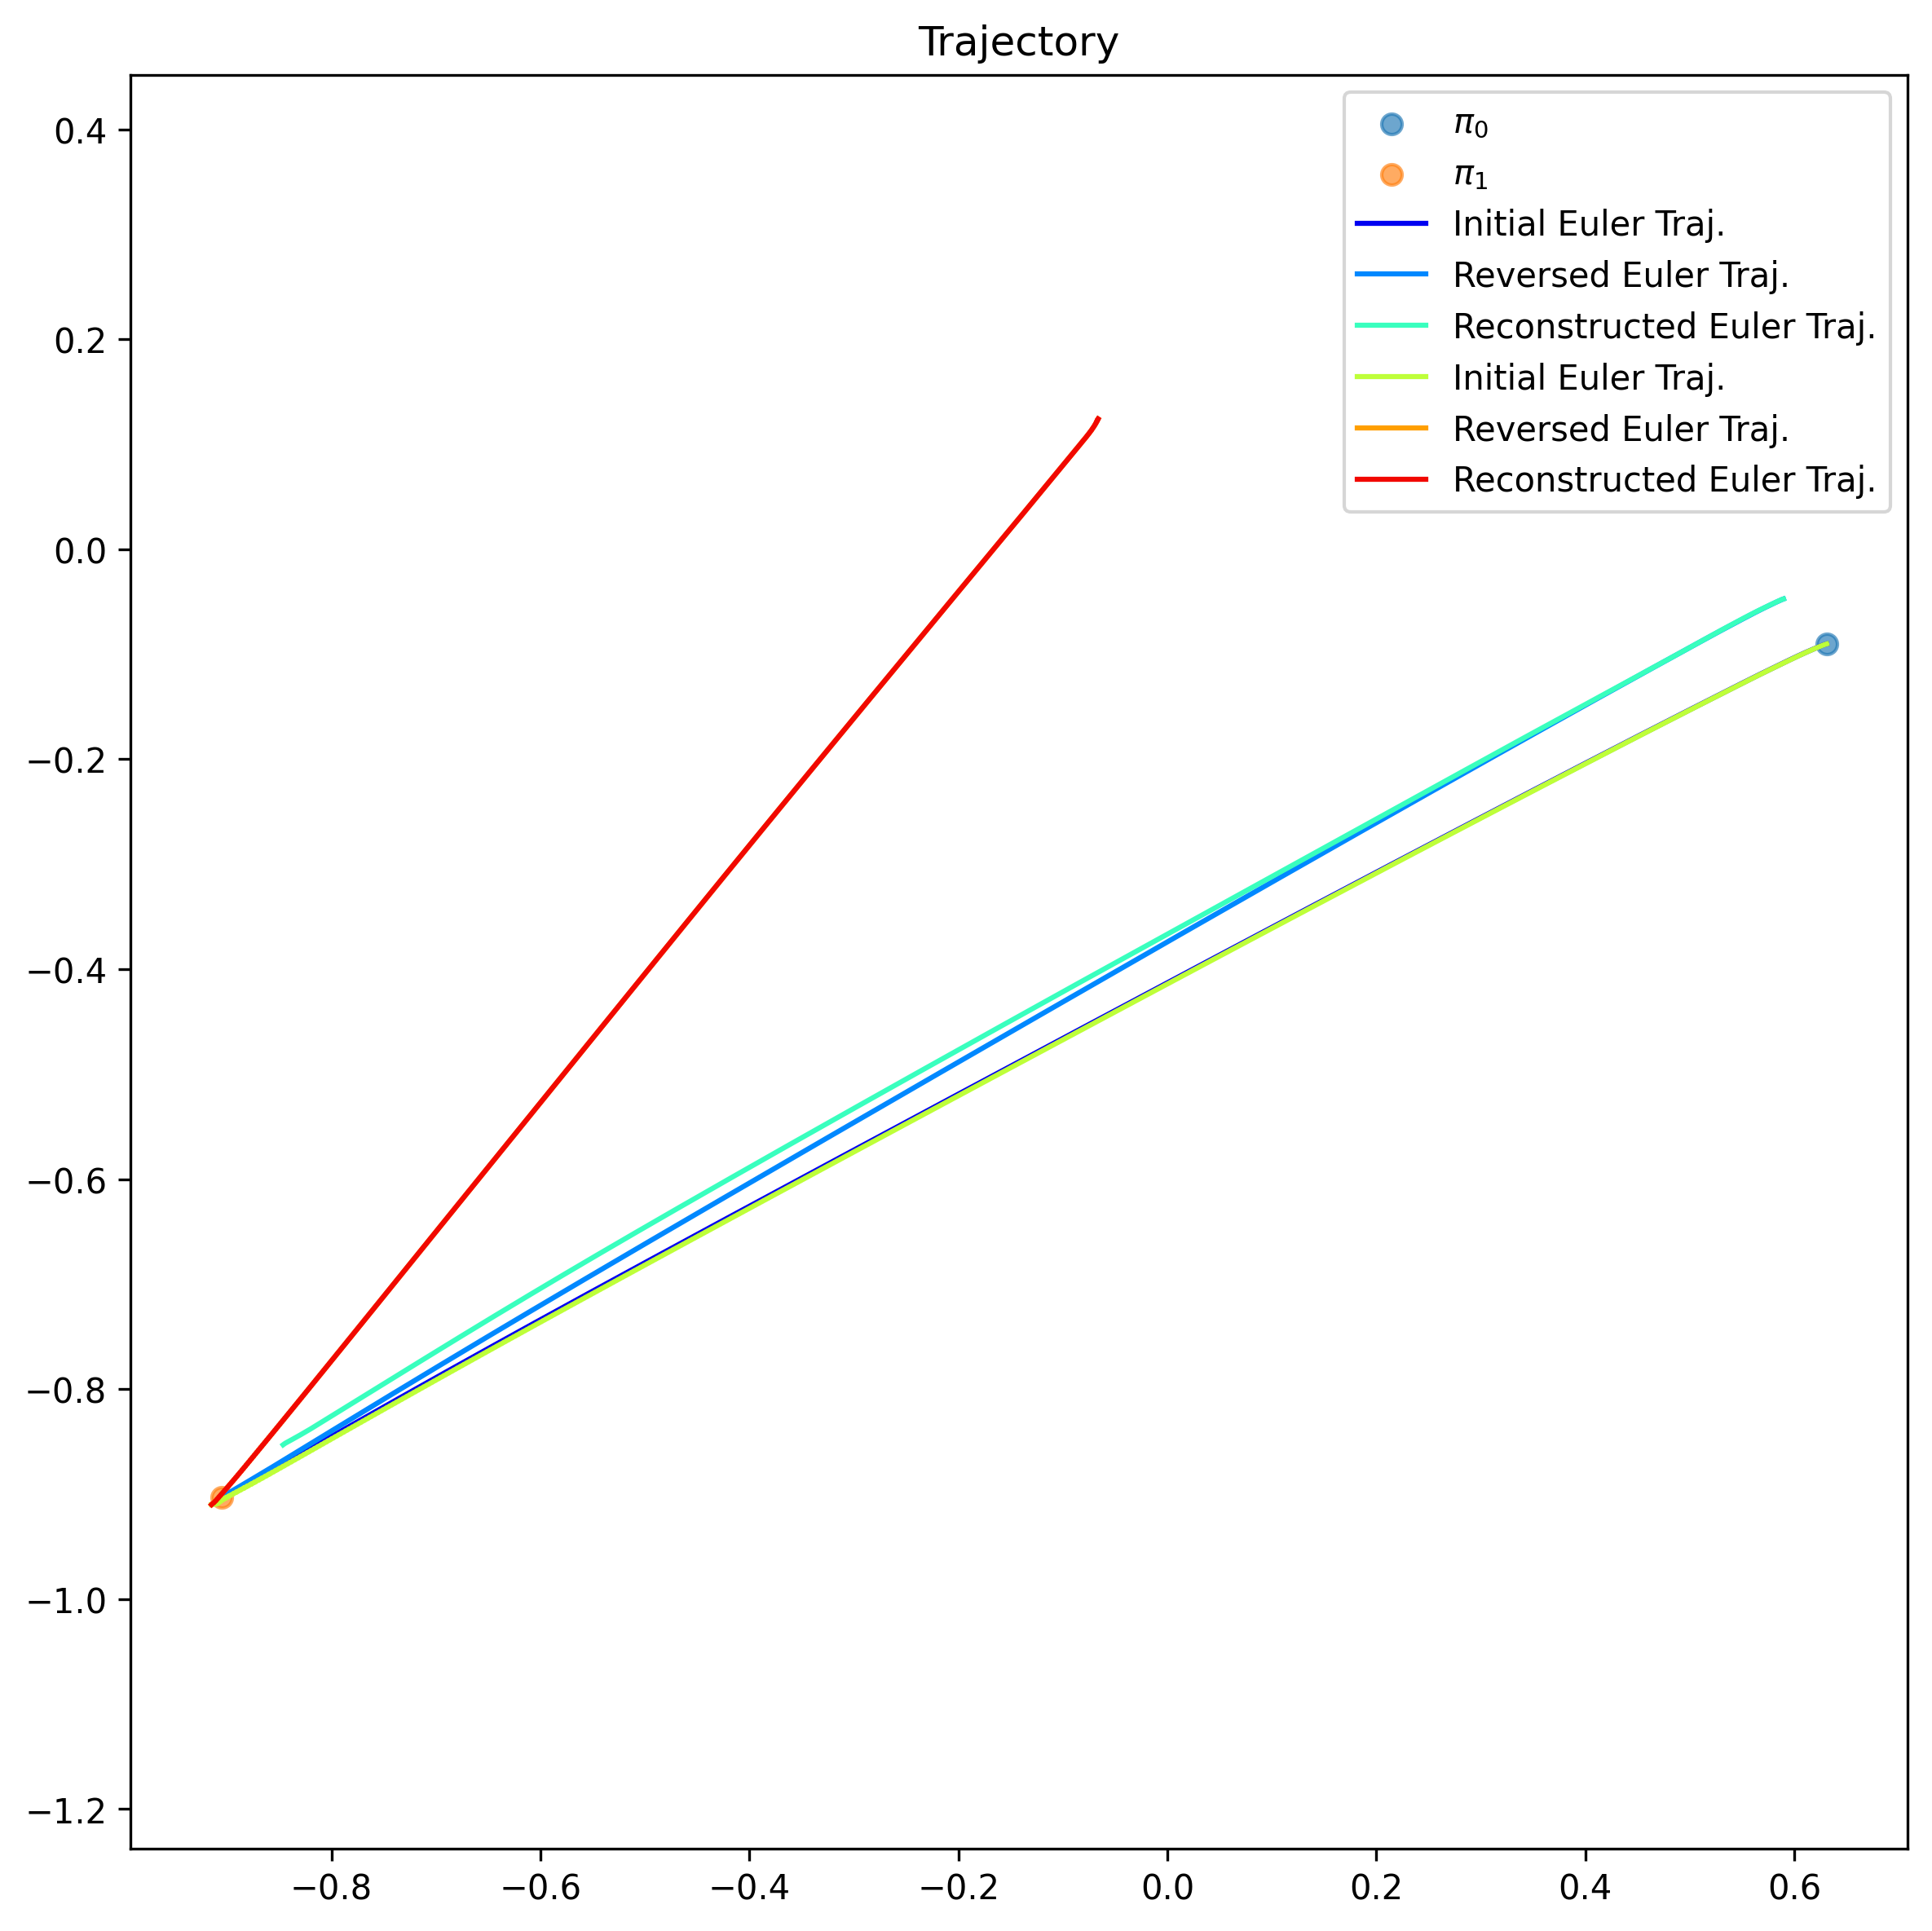 Trajectory
π0
π1
Initial Euler Traj.
Reversed Euler Traj.
Reconstructed Euler Traj.
Initial Euler Traj.
Reversed Euler Traj.
Reconstructed Euler Traj.
0.4
0.2
0.0
−0.2
−0.4
−0.6
−0.8
−1.0
−1.2
−0.8 −0.6 −0.4 −0.2 0.0 0.2 0.4 0.6